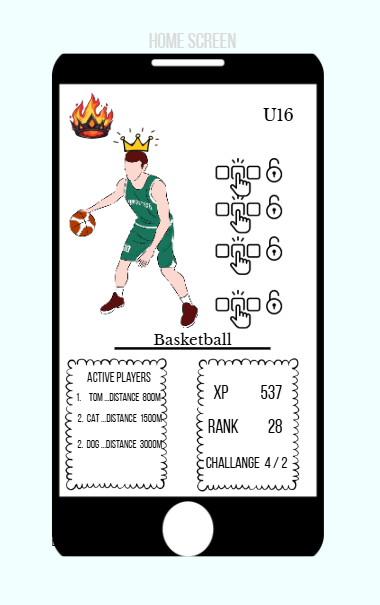 HOME SCREEN
U16
Basketball
ACTIVE PLAYERS
1. TOM ...DISTANCE 800M
2. CAT ...DISTANCE 1500M
2. DOG ...DISTANCE 3000M
XP 537
RANK 28
CHALLANGE 4 / 2